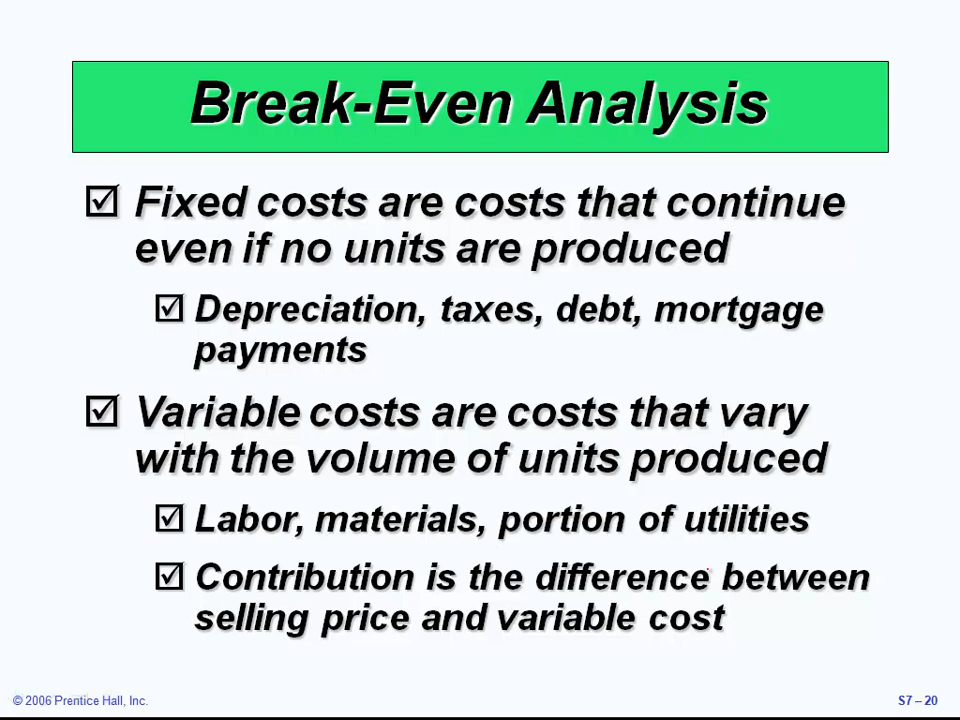 Break-Even Analysis
Fixed costs are costs that continue
even if no units are produced
Depreciation, taxes, debt, mortgage
payments
Variable costs are costs that vary
with the volume of units produced
Labor, materials, portion of utilities
Contribution is the difference between
selling price and variable cost
© 2006 Prentice Hall, Inc.
S7 – 20